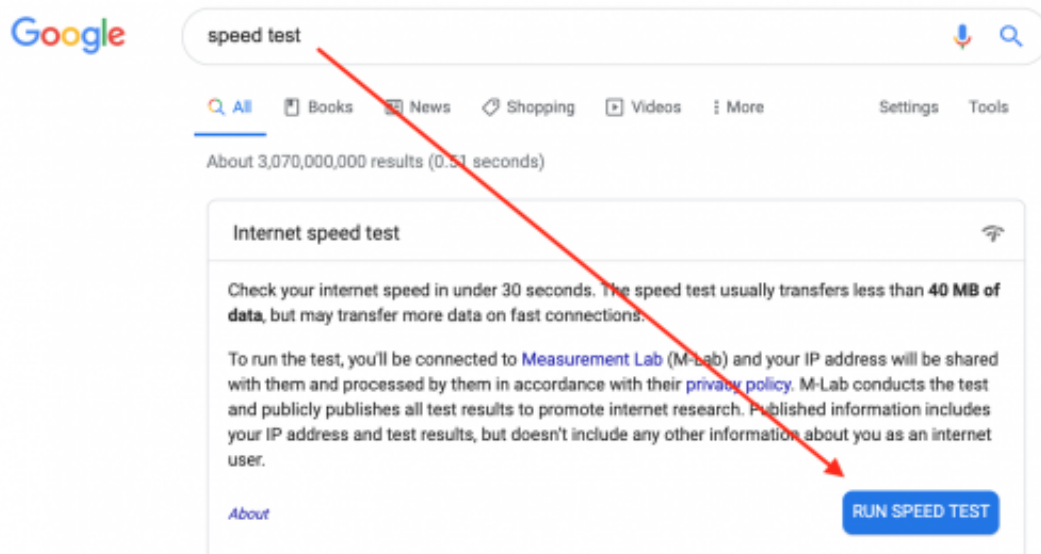 Google
speed test
All Books News Shopping Videos More Settings Tools
About 3,070,000,000 results (0.51 seconds)
Internet speed test
Check your internet speed in under 30 seconds. The speed test usually transfers less than 40 MB of
data, but may transfer more data on fast connections.
To run the test, you'll be connected to Measurement Lab (M-Lab) and your IP address will be shared
with them and processed by them in accordance with their privacy policy. M-Lab conducts the test
and publicly publishes all test results to promote internet research. Published information includes
your IP address and test results, but doesn't include any other information about you as an internet
user.
About
RUN SPEED TEST